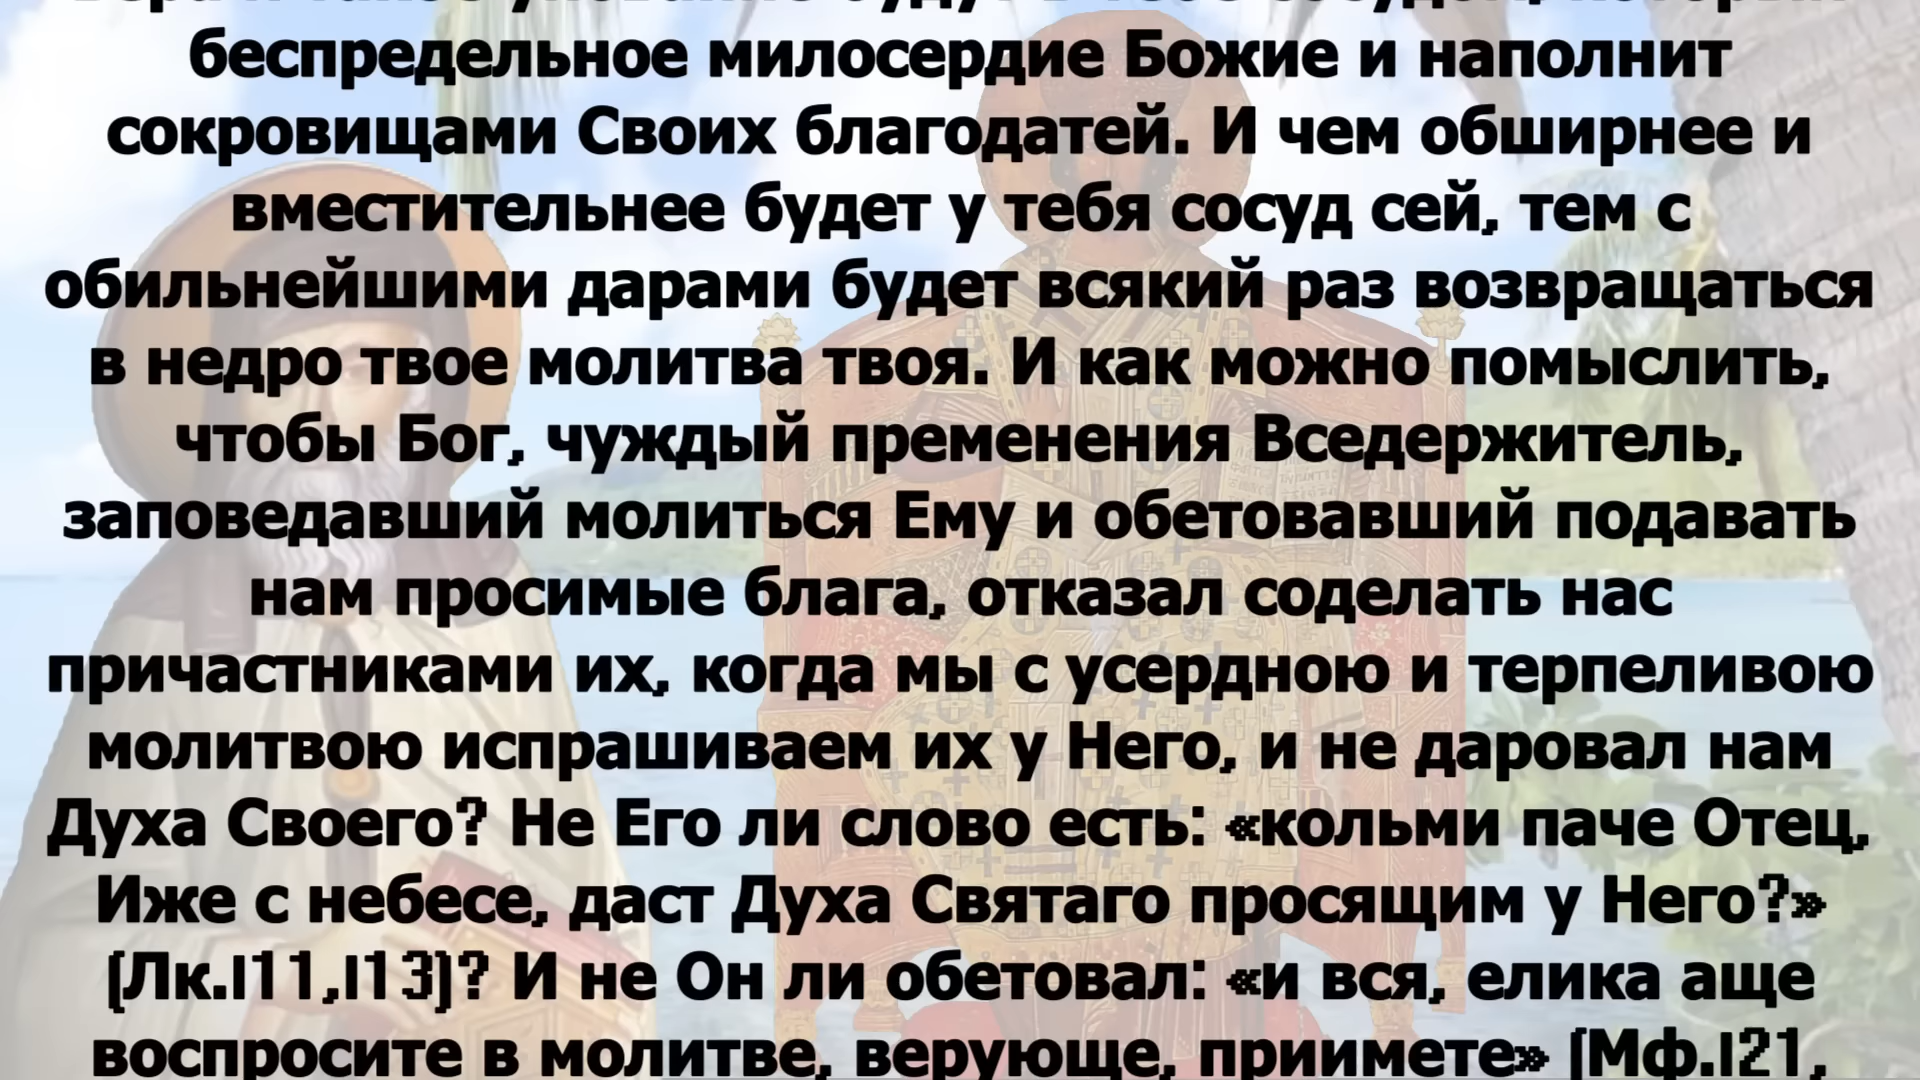 беспредельное милосердие Божие и наполнит
сокровищами Своих благодатей. И чем обширнее и
вместительнее будет у тебя сосуд сей, тем с
обильнейшими дарами будет всякий раз возвращаться
в недро твое молитва твоя. И как можно помыслить,
чтобы Бог, чуждый пременения Вседержитель,
заповедавший молиться Ему и обетовавший подавать
нам просимые блага, отказал соделать нас
причастниками их, когда мы с усердною и терпеливою
молитвою испрашиваем их у Него, и не даровал нам
Духа Своего? Не Его ли слово есть: «кольми паче Отец,
Иже с небесе, даст Духа Святаго просящим у Него?»
(Лк.|11,|13)? И не Он ли обетовал: «и вся, елика аще
воспросите в молитве, верующе, приимете» (Мф.|21,